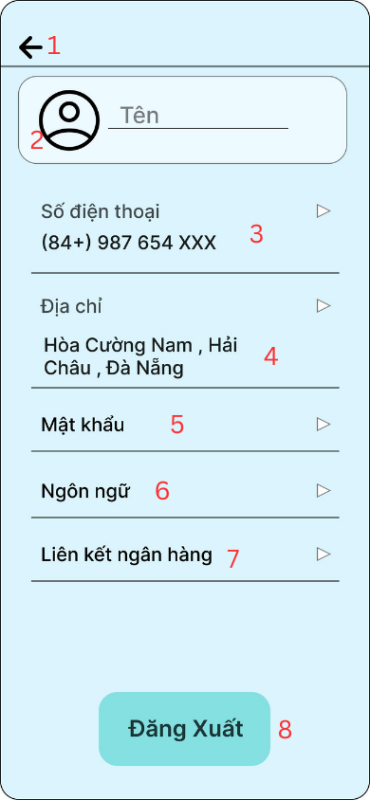 1
Tên
2
Số điện thoại
(84+) 987 654 XXX 3
Địa chỉ
Hòa Cường Nam , Hải 4
Châu , Đà Nẵng
Mật khẩu 5
Ngôn ngữ 6
Liên kết ngân hàng 7
Đăng Xuất 8